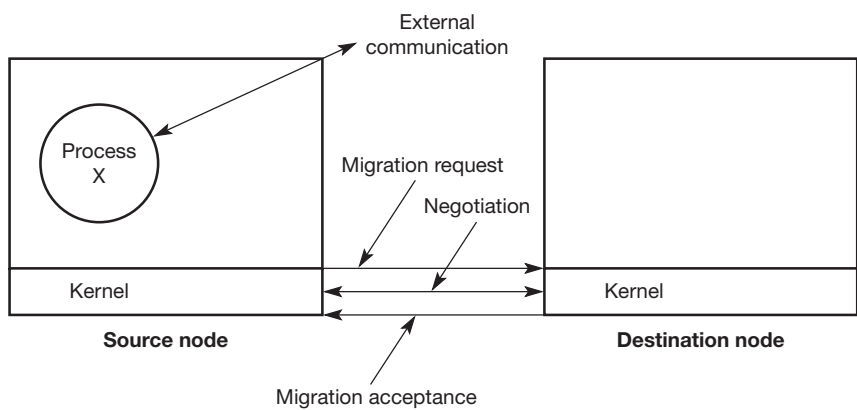 External
communication
Process
X
Migration request
Negotiation
Kernel
Kernel
Source node
Destination node
Migration acceptance